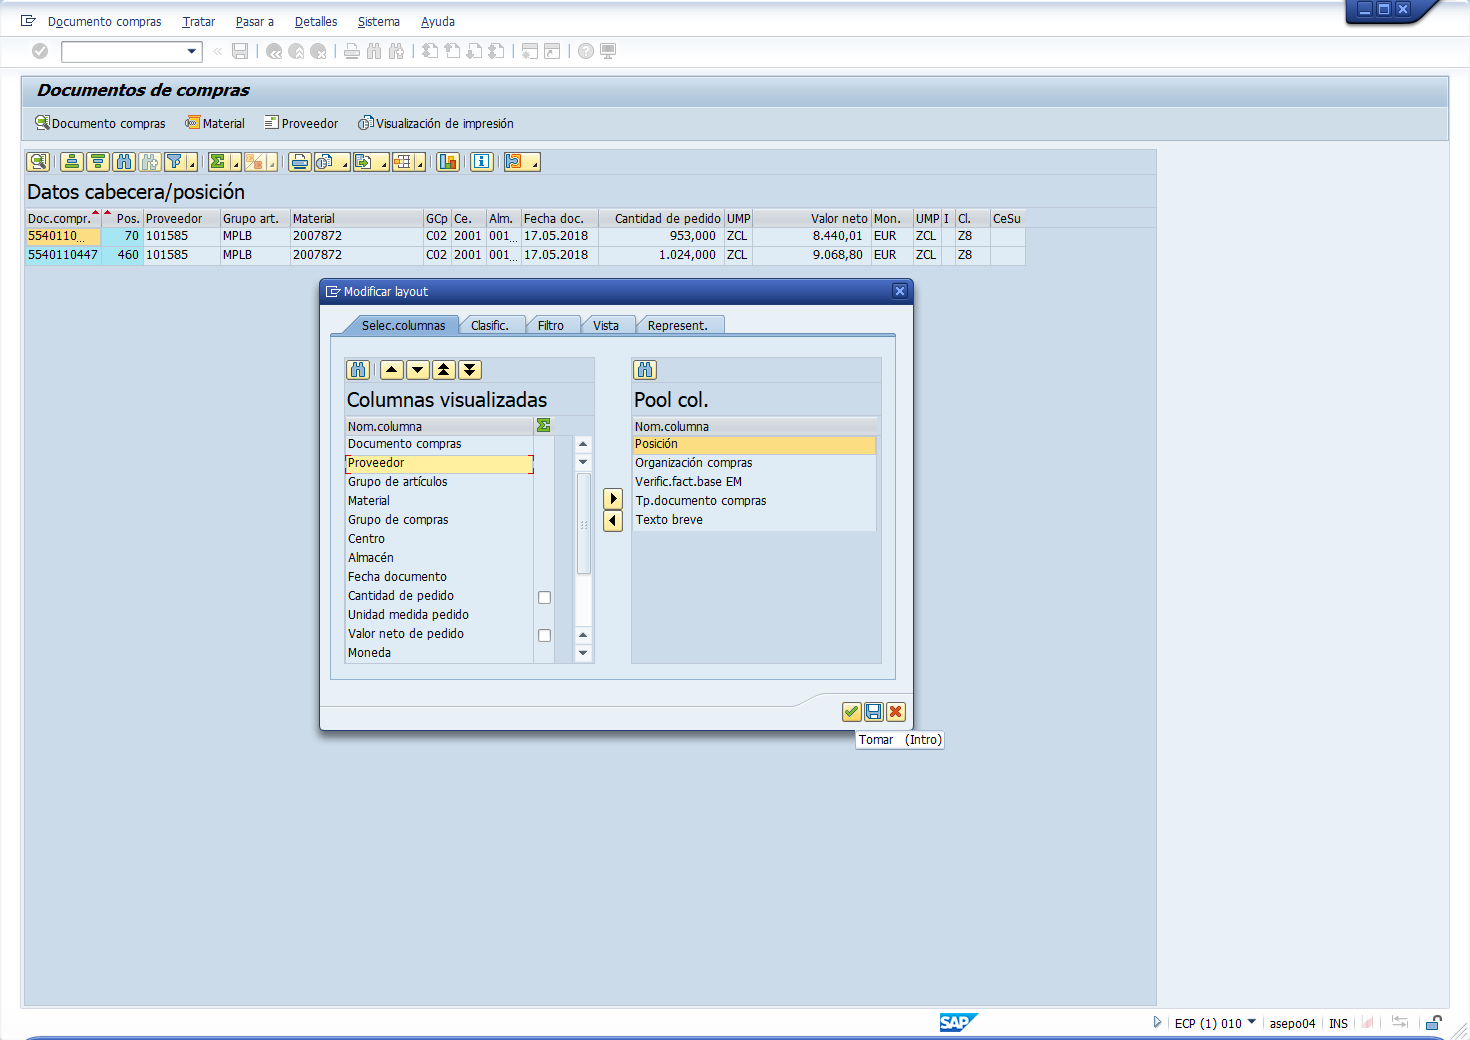 Documento compras Tratar Pasar a Detalles Sistema Ayuda
Documentos de compras
Documento compras Material Proveedor Visualización de impresión
Datos cabecera/posición
Doc.compr. Pos. Proveedor Grupo art. Material GCp Ce. Alm. Fecha doc. Cantidad de pedido UMP Valor neto Mon. UMP I Cl. CeSu
5540110... 70 101585 MPLB 2007872 C02 2001 001... 17.05.2018 953,000 ZCL 8.440,01 EUR ZCL Z8
5540110447 460 101585 MPLB 2007872 C02 2001 001... 17.05.2018 1.024,000 ZCL 9.068,80 EUR ZCL Z8
Modificar layout
Selec.columnas Clasific. Filtro Vista Represent.
Columnas visualizadas
Nom.columna
Documento compras
Proveedor
Grupo de artículos
Material
Grupo de compras
Centro
Almacén
Fecha documento
Cantidad de pedido
Unidad medida pedido
Valor neto de pedido
Moneda
Pool col.
Nom.columna
Posición
Organización compras
Verific.fact.base EM
Tp.documento compras
Texto breve
Tomar (Intro)
SAP ECP (1) 010 asepo04 INS